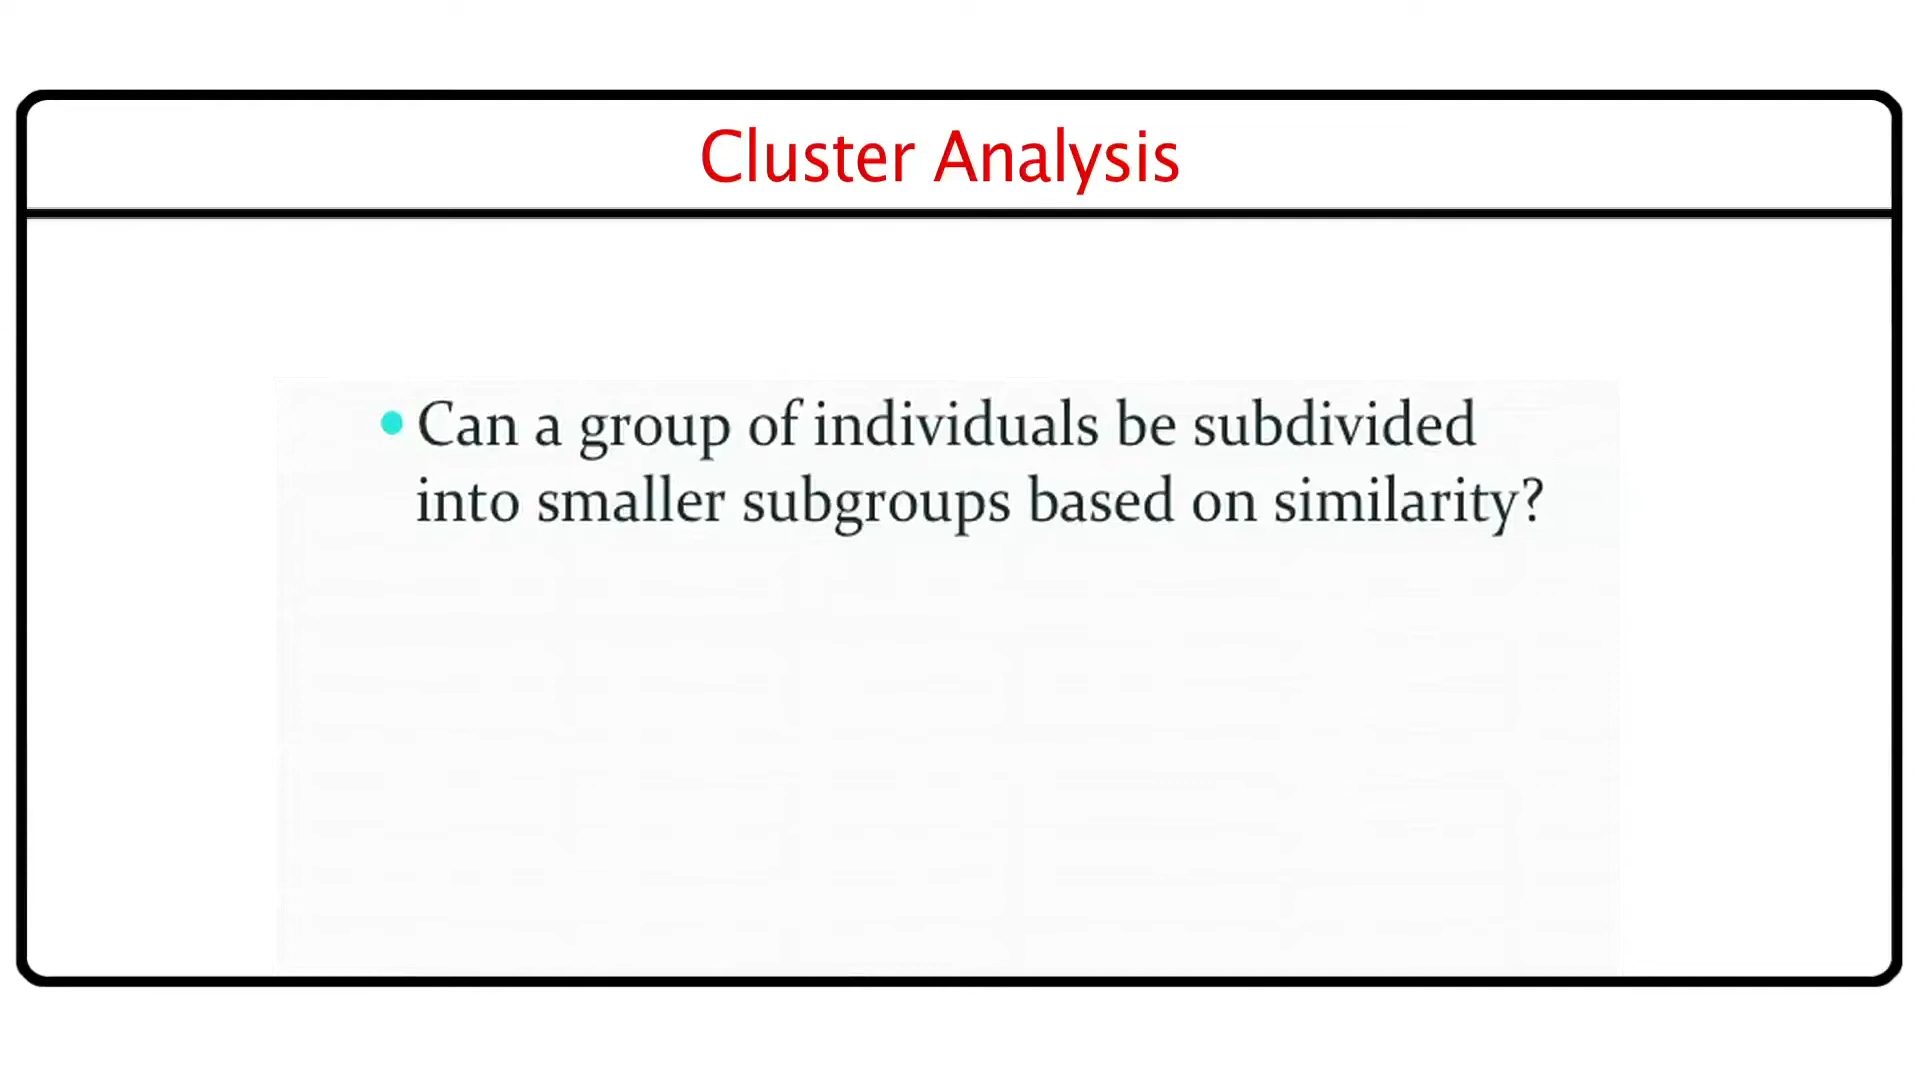 Cluster Analysis
• Can a group of individuals be subdivided
into smaller subgroups based on similarity?